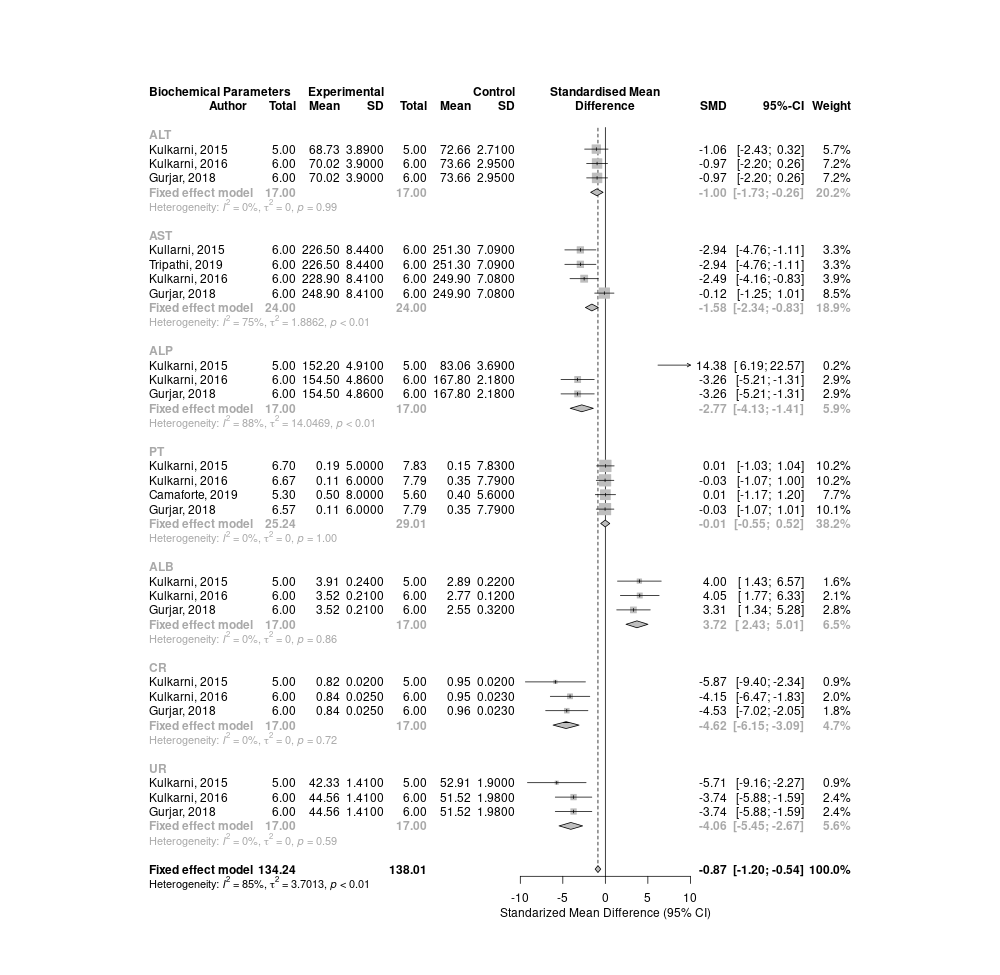 Biochemical Parameters Experimental Control Standardised Mean
Author Total Mean SD Total Mean SD Difference SMD 95%-CI Weight
ALT
Kulkarni, 2015 5.00 68.73 3.8900 5.00 72.66 2.7100 -1.06 [-2.43; 0.32] 5.7%
Kulkarni, 2016 6.00 70.02 3.9000 6.00 73.66 2.9500 -0.97 [-2.20; 0.26] 7.2%
Gurjar, 2018 6.00 70.02 3.9000 6.00 73.66 2.9500 -0.97 [-2.20; 0.26] 7.2%
Fixed effect model 17.00 17.00 -1.00 [-1.73; -0.26] 20.2%
Heterogeneity: I² = 0%, τ² = 0, p = 0.99
AST
Kullarni, 2015 6.00 226.50 8.4400 6.00 251.30 7.0900 -2.94 [-4.76; -1.11] 3.3%
Tripathi, 2019 6.00 226.50 8.4400 6.00 251.30 7.0900 -2.94 [-4.76; -1.11] 3.3%
Kulkarni, 2016 6.00 228.90 8.4100 6.00 249.90 7.0800 -2.49 [-4.16; -0.83] 3.9%
Gurjar, 2018 6.00 248.90 8.4100 6.00 249.90 7.0800 -0.12 [-1.25; 1.01] 8.5%
Fixed effect model 24.00 24.00 -1.58 [-2.34; -0.83] 18.9%
Heterogeneity: I² = 75%, τ² = 1.8862, p < 0.01
ALP
Kulkarni, 2015 5.00 152.20 4.9100 5.00 83.06 3.6900 14.38 [ 6.19; 22.57] 0.2%
Kulkarni, 2016 6.00 154.50 4.8600 6.00 167.80 2.1800 -3.26 [-5.21; -1.31] 2.9%
Gurjar, 2018 6.00 154.50 4.8600 6.00 167.80 2.1800 -3.26 [-5.21; -1.31] 2.9%
Fixed effect model 17.00 17.00 -2.77 [-4.13; -1.41] 5.9%
Heterogeneity: I² = 88%, τ² = 14.0469, p < 0.01
PT
Kulkarni, 2015 6.70 0.19 5.0000 7.83 0.15 7.8300 0.01 [-1.03; 1.04] 10.2%
Kulkarni, 2016 6.67 0.11 6.0000 7.79 0.35 7.7900 -0.03 [-1.07; 1.00] 10.2%
Camaforte, 2019 5.30 0.50 8.0000 5.60 0.40 5.6000 0.01 [-1.17; 1.20] 7.7%
Gurjar, 2018 6.57 0.11 6.0000 7.79 0.35 7.7900 -0.03 [-1.07; 1.01] 10.1%
Fixed effect model 25.24 29.01 -0.01 [-0.55; 0.52] 38.2%
Heterogeneity: I² = 0%, τ² = 0, p = 1.00
ALB
Kulkarni, 2015 5.00 3.91 0.2400 5.00 2.89 0.2200 4.00 [ 1.43; 6.57] 1.6%
Kulkarni, 2016 6.00 3.52 0.2100 6.00 2.77 0.1200 4.05 [ 1.77; 6.33] 2.1%
Gurjar, 2018 6.00 3.52 0.2100 6.00 2.55 0.3200 3.31 [ 1.34; 5.28] 2.8%
Fixed effect model 17.00 17.00 3.72 [ 2.43; 5.01] 6.5%
Heterogeneity: I² = 0%, τ² = 0, p = 0.86
CR
Kulkarni, 2015 5.00 0.82 0.0200 5.00 0.95 0.0200 -5.87 [-9.40; -2.34] 0.9%
Kulkarni, 2016 6.00 0.84 0.0250 6.00 0.95 0.0230 -4.15 [-6.47; -1.83] 2.0%
Gurjar, 2018 6.00 0.84 0.0250 6.00 0.96 0.0230 -4.53 [-7.02; -2.05] 1.8%
Fixed effect model 17.00 17.00 -4.62 [-6.15; -3.09] 4.7%
Heterogeneity: I² = 0%, τ² = 0, p = 0.72
UR
Kulkarni, 2015 5.00 42.33 1.4100 5.00 52.91 1.9000 -5.71 [-9.16; -2.27] 0.9%
Kulkarni, 2016 6.00 44.56 1.4100 6.00 51.52 1.9800 -3.74 [-5.88; -1.59] 2.4%
Gurjar, 2018 6.00 44.56 1.4100 6.00 51.52 1.9800 -3.74 [-5.88; -1.59] 2.4%
Fixed effect model 17.00 17.00 -4.06 [-5.45; -2.67] 5.6%
Heterogeneity: I² = 0%, τ² = 0, p = 0.59
Fixed effect model 134.24 138.01 -0.87 [-1.20; -0.54] 100.0%
Heterogeneity: I² = 85%, τ² = 3.7013, p < 0.01
-10 -5 0 5 10
Standarized Mean Difference (95% CI)